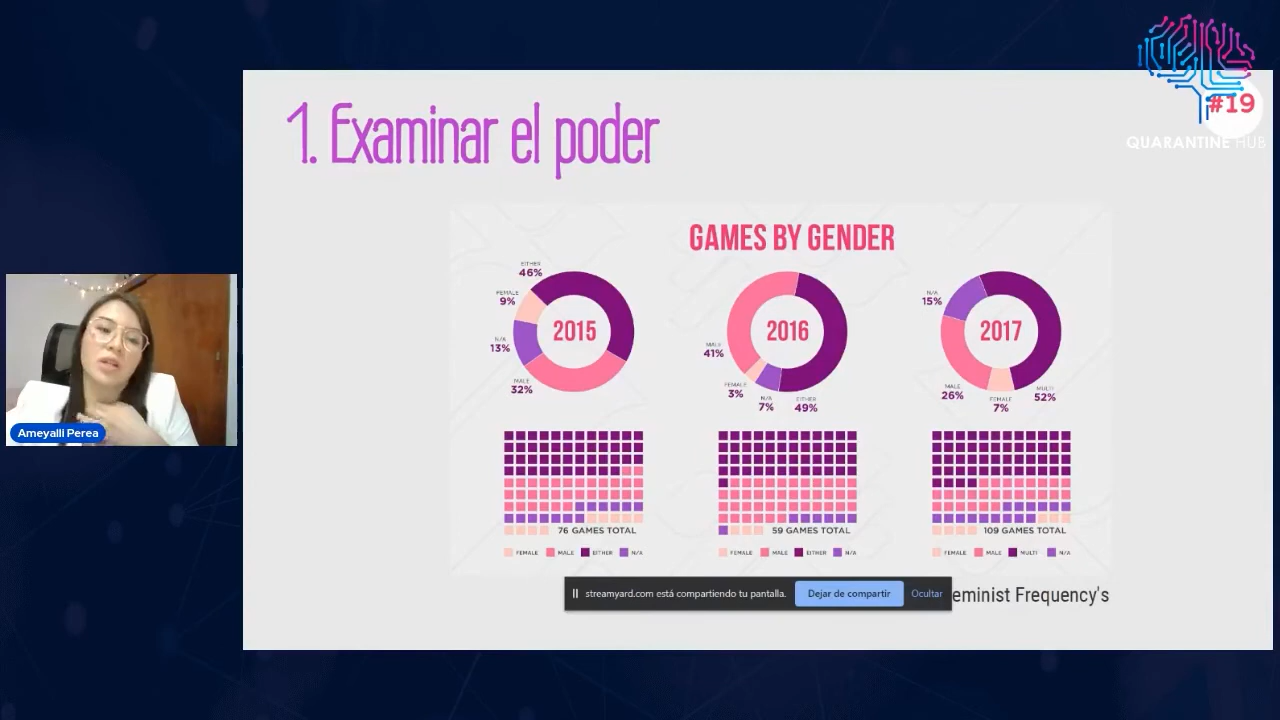 #19
QUARANTINE HUB
1. Examinar el poder
GAMES BY GENDER
EITHER
46%
FEMALE
9%
N/A
13%
MALE
32%
2015
MALE
41%
FEMALE
3%
N/A
7%
EITHER
49%
2016
N/A
15%
MALE
26%
FEMALE
7%
MULTI
52%
2017
76 GAMES TOTAL
FEMALE MALE EITHER N/A
59 GAMES TOTAL
FEMALE MALE EITHER N/A
109 GAMES TOTAL
FEMALE MALE MULTI N/A
streamyard.com está compartiendo tu pantalla. Dejar de compartir Ocultar
eminist Frequency's
Ameyalli Perea